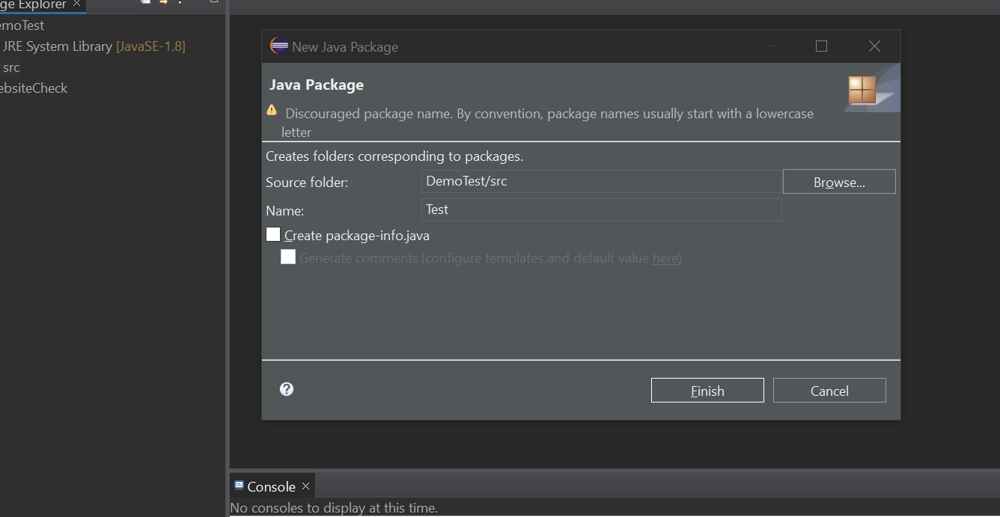 ge Explorer
emoTest
JRE System Library [JavaSE-1.8]
src
ebsiteCheck
New Java Package
Java Package
Discouraged package name. By convention, package names usually start with a lowercase
letter
Creates folders corresponding to packages.
Source folder:
DemoTest/src
Browse...
Name:
Test
Create package-info.java
Generate comments (configure templates and default value here)
?
Finish
Cancel
Console
No consoles to display at this time.